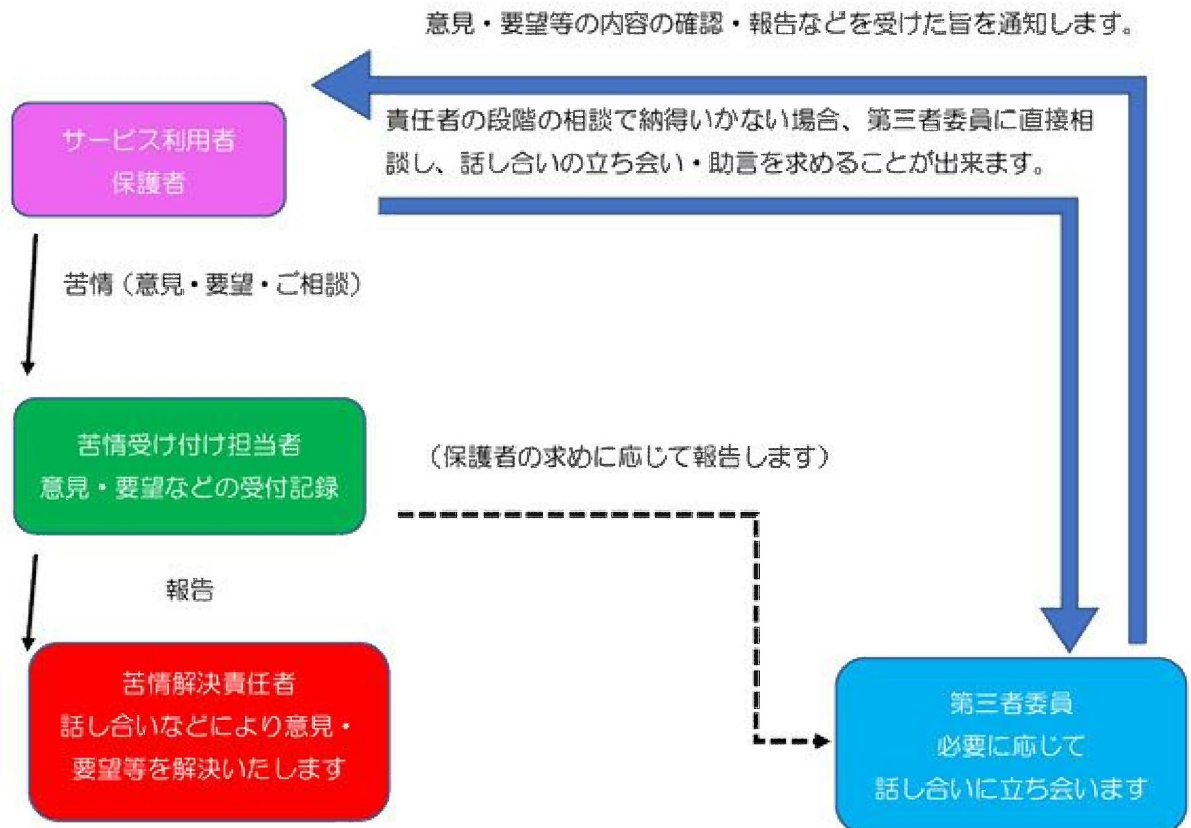 意見・要望等の内容の確認・報告などを受けた旨を通知します。
サービス利用者
保護者
責任者の段階の相談で納得いかない場合、第三者委員に直接相
談し、話し合いの立ち会い・助言を求めることが出来ます。
苦情（意見・要望・ご相談）
苦情受け付け担当者
意見・要望などの受付記録
（保護者の求めに応じて報告します）
報告
苦情解決責任者
話し合いなどにより意見・
要望等を解決いたします
第三者委員
必要に応じて
話し合いに立ち会います